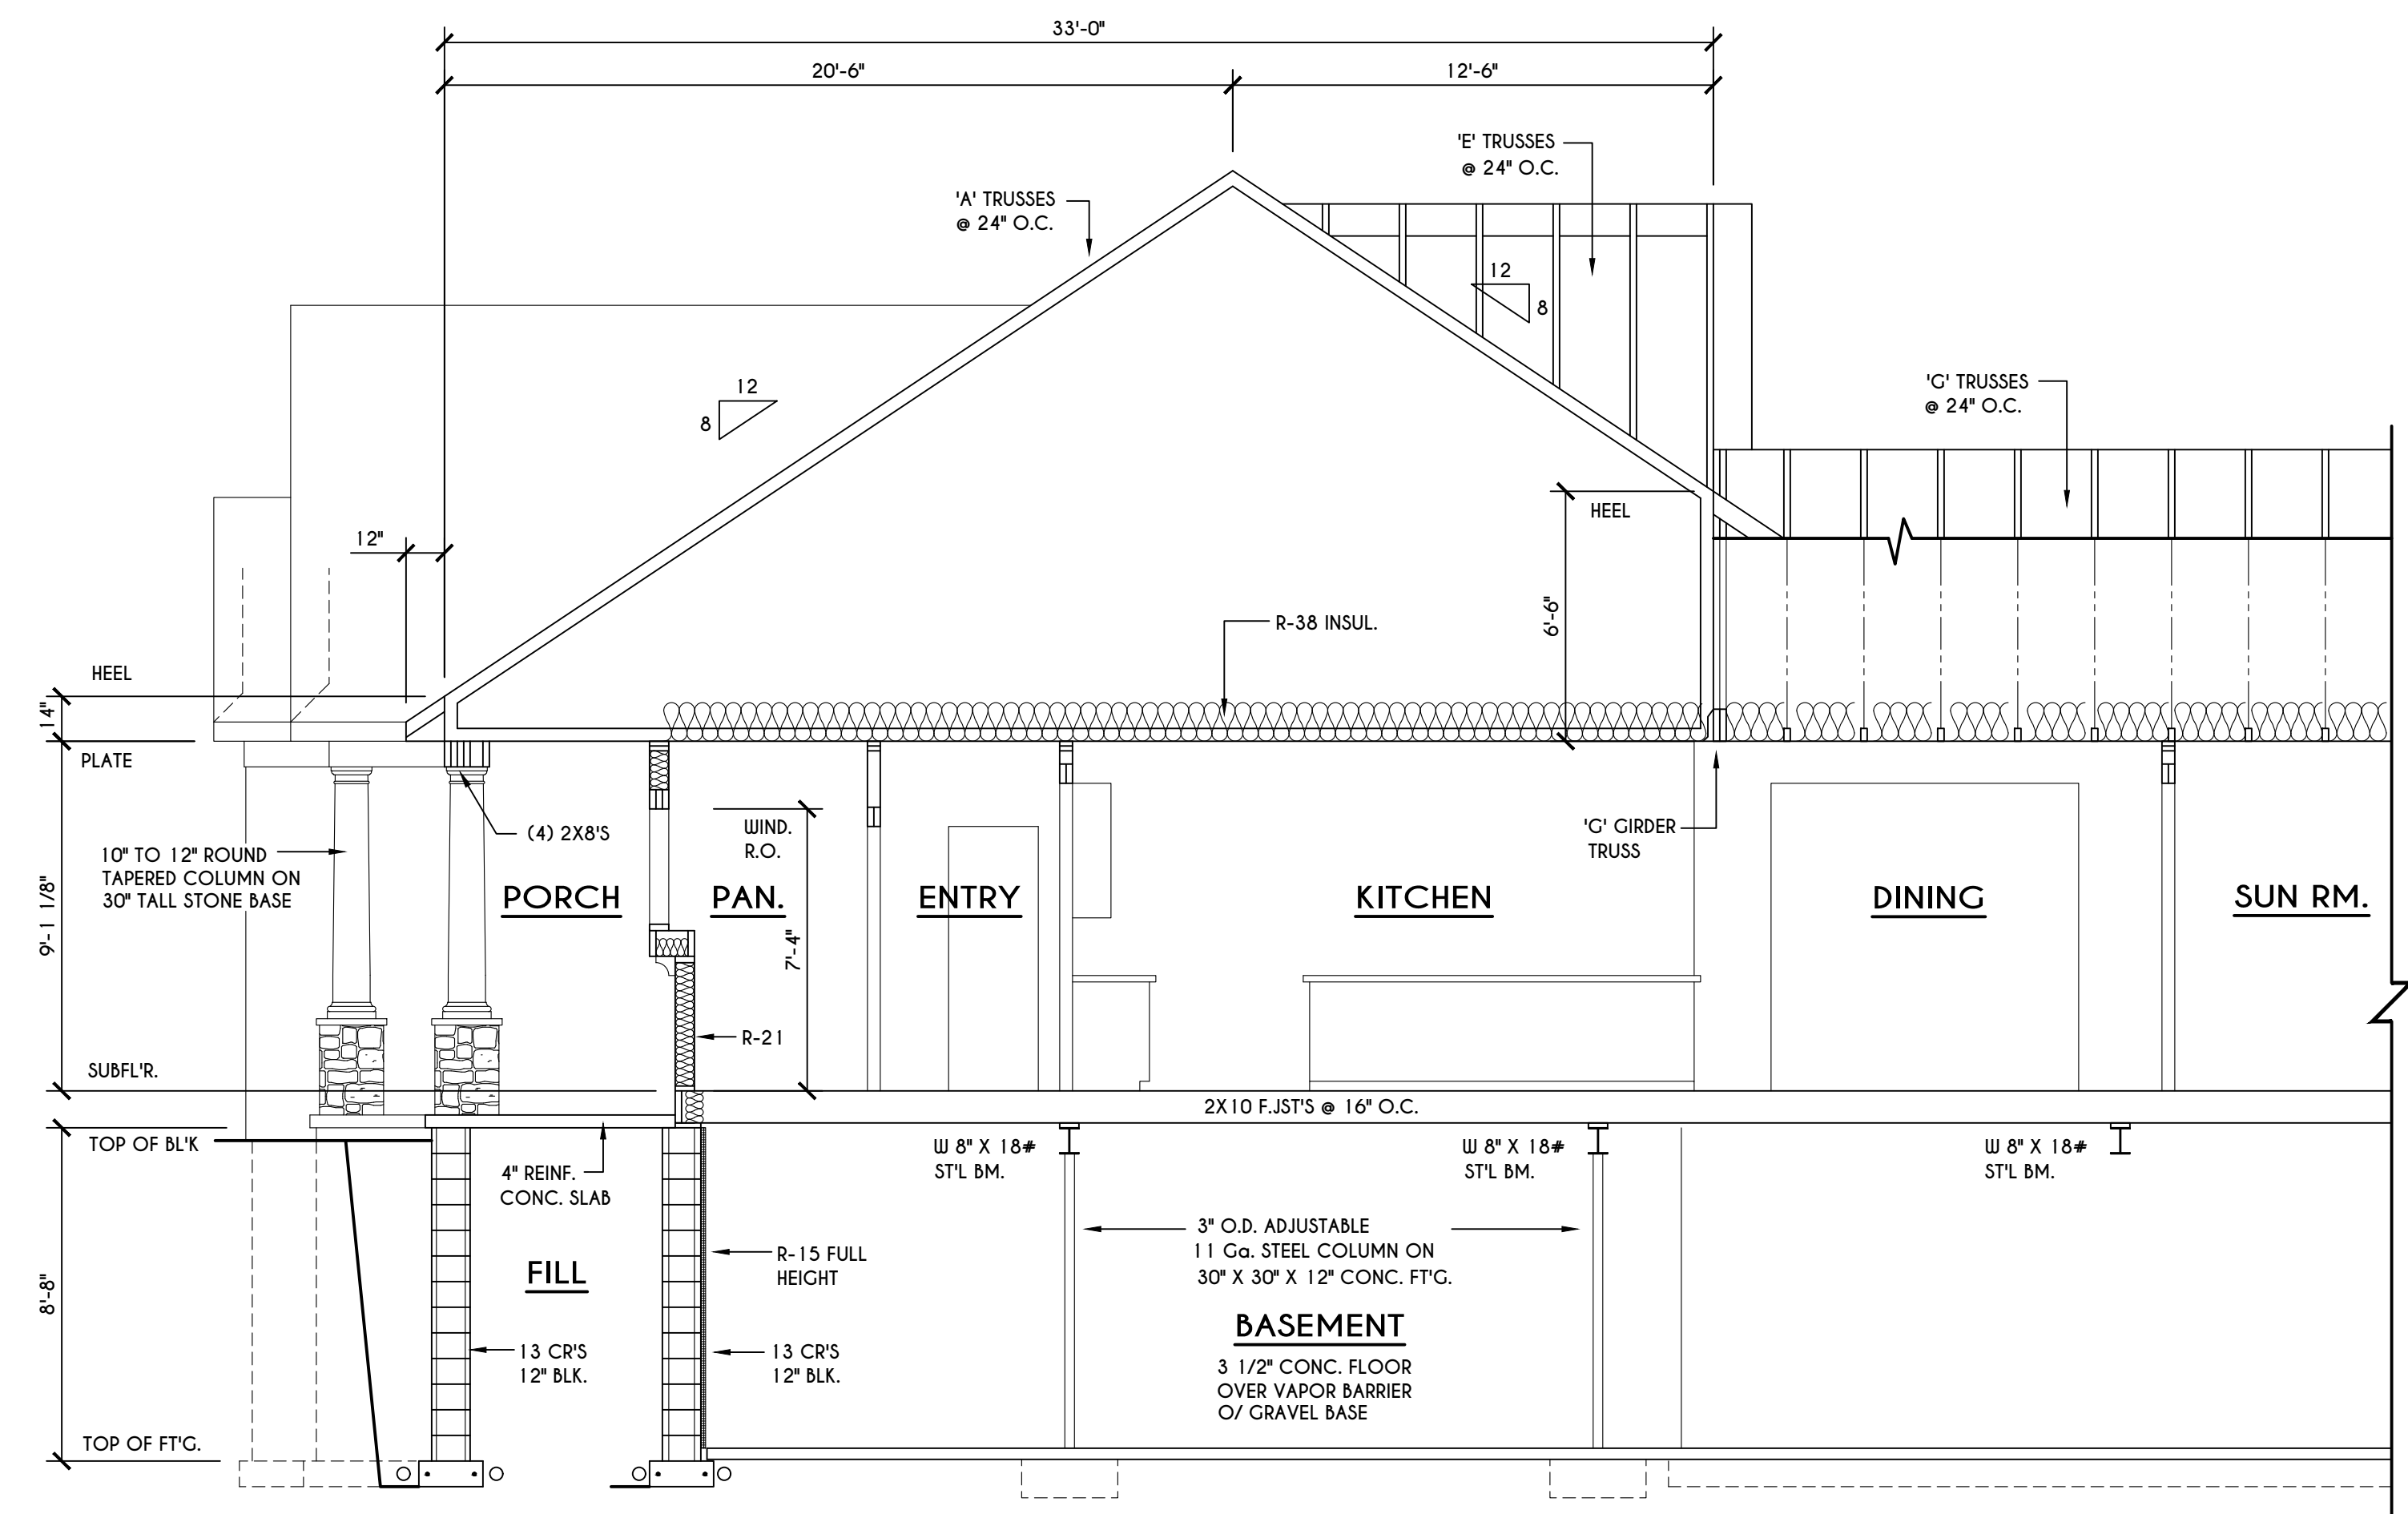 33'-0"
20'-6"
12'-6"
'E' TRUSSES
@ 24" O.C.
'A' TRUSSES
@ 24" O.C.
12
8
12
8
'G' TRUSSES
@ 24" O.C.
HEEL
12"
6'-6"
R-38 INSUL.
HEEL
14"
PLATE
(4) 2X8'S
WIND.
R.O.
'G' GIRDER
TRUSS
10" TO 12" ROUND
TAPERED COLUMN ON
30" TALL STONE BASE
9'-1 1/8"
PORCH
PAN.
ENTRY
KITCHEN
DINING
SUN RM.
7'-4"
R-21
SUBFL'R.
2X10 F.JST'S @ 16" O.C.
TOP OF BL'K
W 8" X 18#
ST'L BM.
W 8" X 18#
ST'L BM.
W 8" X 18#
ST'L BM.
4" REINF.
CONC. SLAB
3" O.D. ADJUSTABLE
11 Ga. STEEL COLUMN ON
30" X 30" X 12" CONC. FT'G.
R-15 FULL
HEIGHT
FILL
8'-8"
BASEMENT
3 1/2" CONC. FLOOR
OVER VAPOR BARRIER
O/ GRAVEL BASE
13 CR'S
12" BLK.
13 CR'S
12" BLK.
TOP OF FT'G.